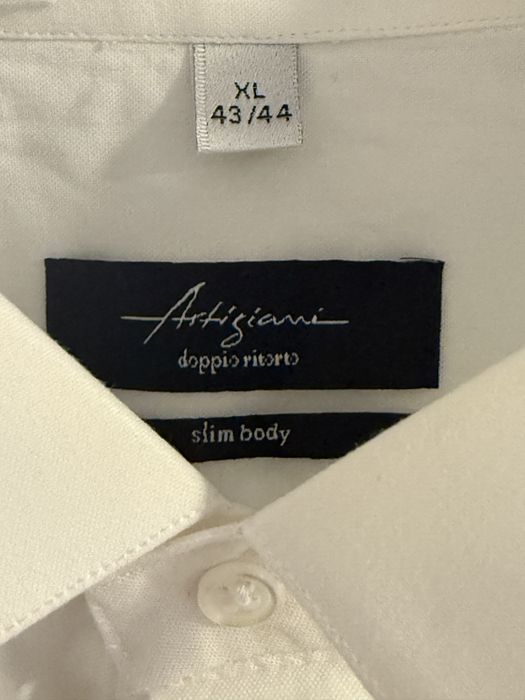 XL
43/44
Artigiani
doppio ritorto
slim body